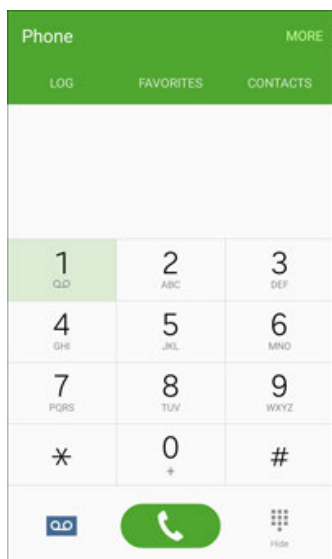 Phone MORE
LOG FAVORITES CONTACTS
1 2 3
ABC DEF
4 5 6
GHI JKL MNO
7 8 9
PQRS TUV WXYZ
* 0 #
+
Hide